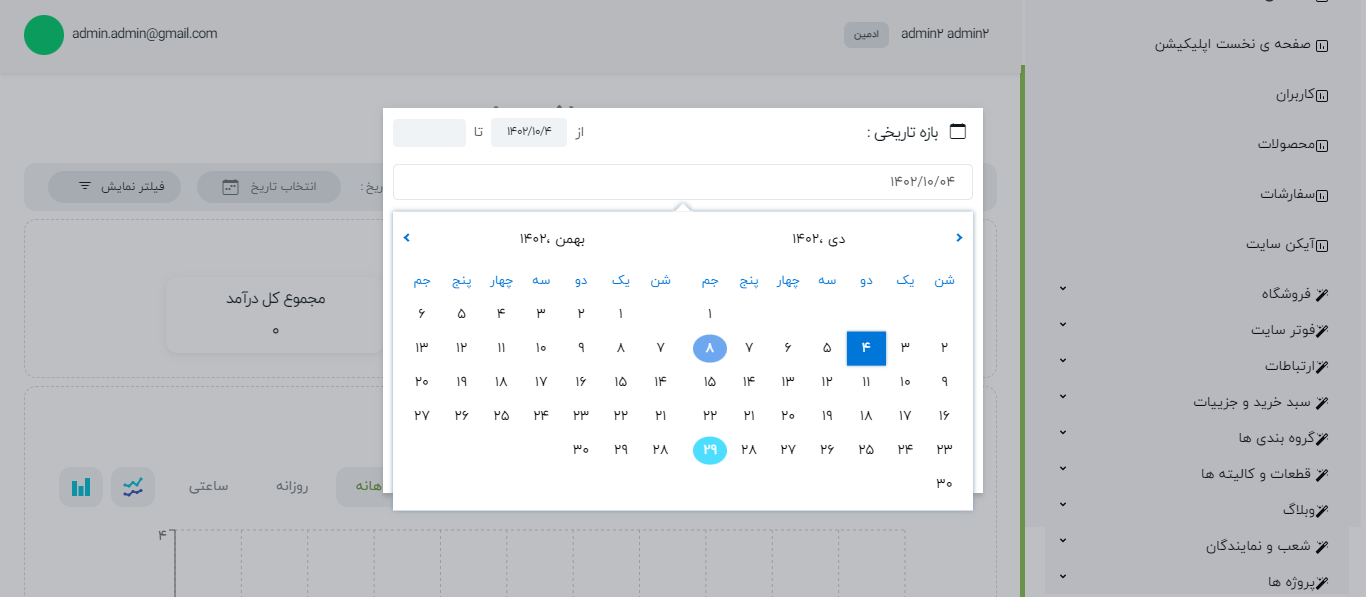 صفحه ی نخست اپلیکیشن
کاربران
محصولات
سفارشات
آیکن سایت
فروشگاه
فوتر سایت
ارتباطات
سبد خرید و جزییات
گروه بندی ها
قطعات و کالیته ها
وبلاگ
شعب و نمایندگان
پروژه ها
admin۲ admin۲ ادمین
admin.admin@gmail.com
انتخاب تاریخ فیلتر نمایش
مجموع کل درآمد
۰
روزانه ساعتی
۴
بازه تاریخی : از ۱۴۰۲/۱۰/۴ تا
۱۴۰۲/۱۰/۰۴
دی ،۱۴۰۲
شن یک دو سه چهار پنج جم
۱
۲ ۳ ۴ ۵ ۶ ۷ ۸
۹ ۱۰ ۱۱ ۱۲ ۱۳ ۱۴ ۱۵
۱۶ ۱۷ ۱۸ ۱۹ ۲۰ ۲۱ ۲۲
۲۳ ۲۴ ۲۵ ۲۶ ۲۷ ۲۸ ۲۹
۳۰
بهمن ،۱۴۰۲
شن یک دو سه چهار پنج جم
۱ ۲ ۳ ۴ ۵ ۶
۷ ۸ ۹ ۱۰ ۱۱ ۱۲ ۱۳
۱۴ ۱۵ ۱۶ ۱۷ ۱۸ ۱۹ ۲۰
۲۱ ۲۲ ۲۳ ۲۴ ۲۵ ۲۶ ۲۷
۲۸ ۲۹ ۳۰